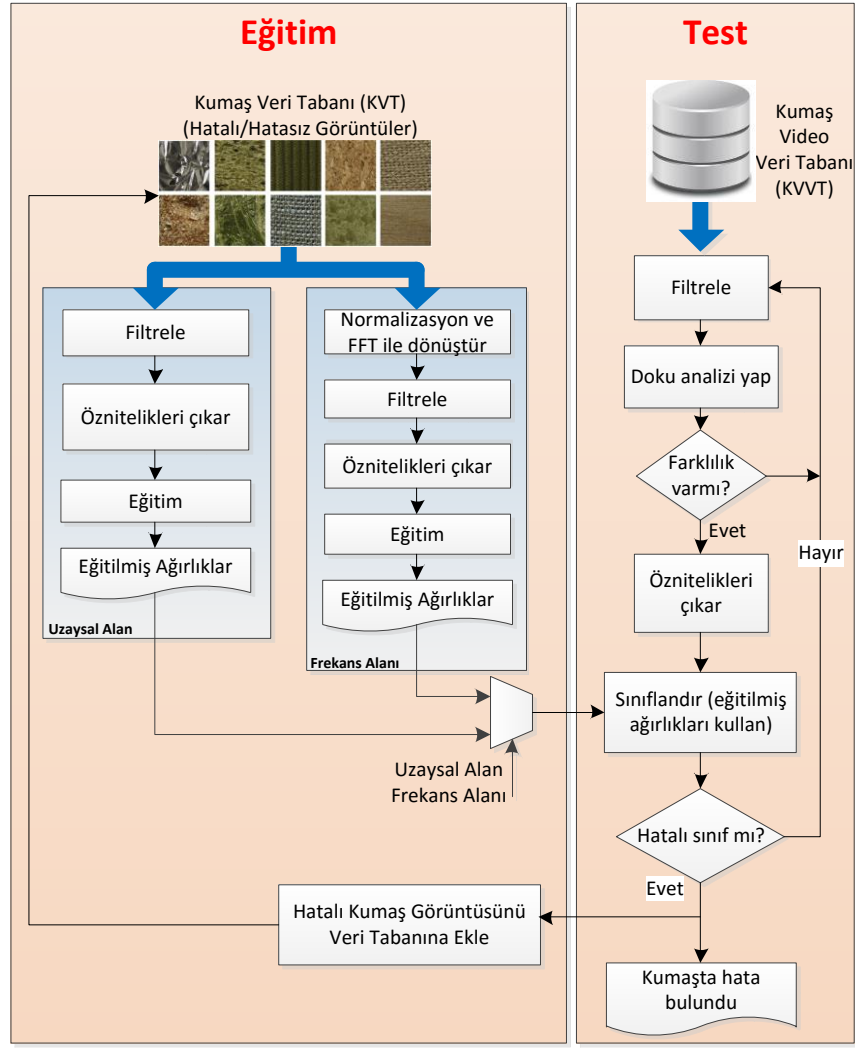 Eğitim
Kumaş Veri Tabanı (KVT)
(Hatalı/Hatasız Görüntüler)
Filtrele
Öznitelikleri çıkar
Eğitim
Eğitilmiş Ağırlıklar
Uzaysal Alan
Normalizasyon ve
FFT ile dönüştür
Filtrele
Öznitelikleri çıkar
Eğitim
Eğitilmiş Ağırlıklar
Frekans Alanı
Uzaysal Alan
Frekans Alanı
Hatalı Kumaş Görüntüsünü
Veri Tabanına Ekle
Test
Kumaş
Video
Veri Tabanı
(KVVT)
Filtrele
Doku analizi yap
Farklılık
varmı?
Evet
Hayır
Öznitelikleri
çıkar
Sınıflandır (eğitilmiş
ağırlıkları kullan)
Hatalı sınıf mı?
Evet
Kumaşta hata
bulundu